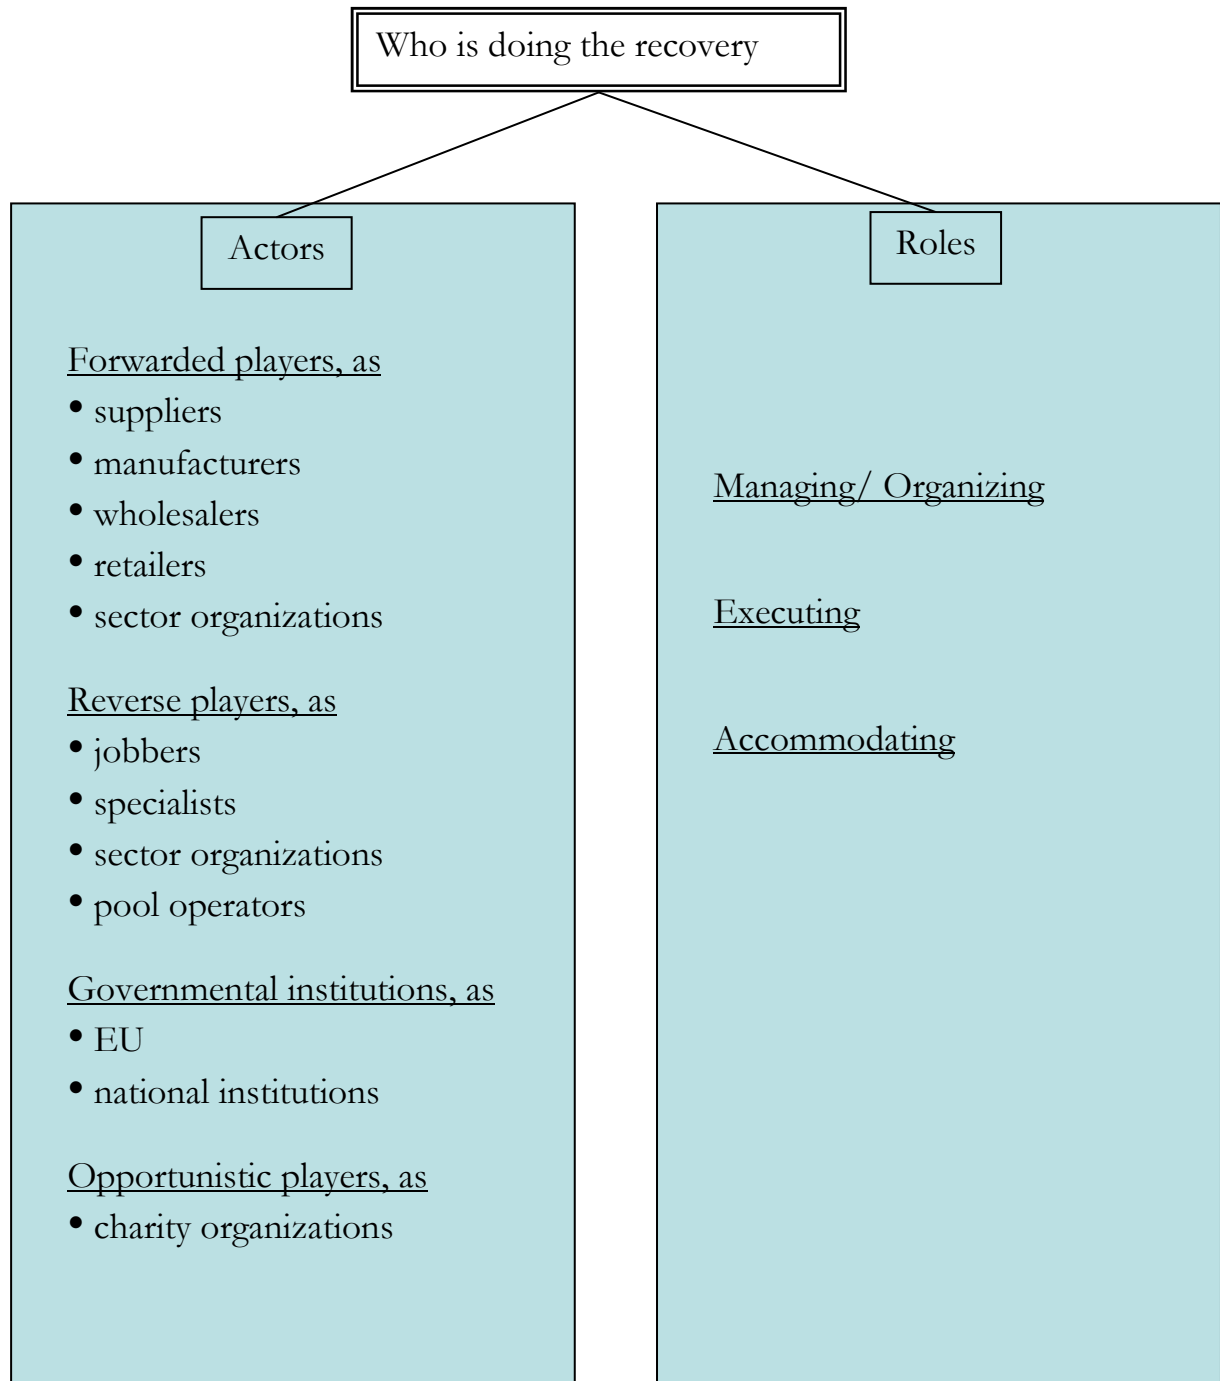 Who is doing the recovery
Actors
Forwarded players, as
• suppliers
• manufacturers
• wholesalers
• retailers
• sector organizations
Reverse players, as
• jobbers
• specialists
• sector organizations
• pool operators
Governmental institutions, as
• EU
• national institutions
Opportunistic players, as
• charity organizations
Roles
Managing/ Organizing
Executing
Accommodating